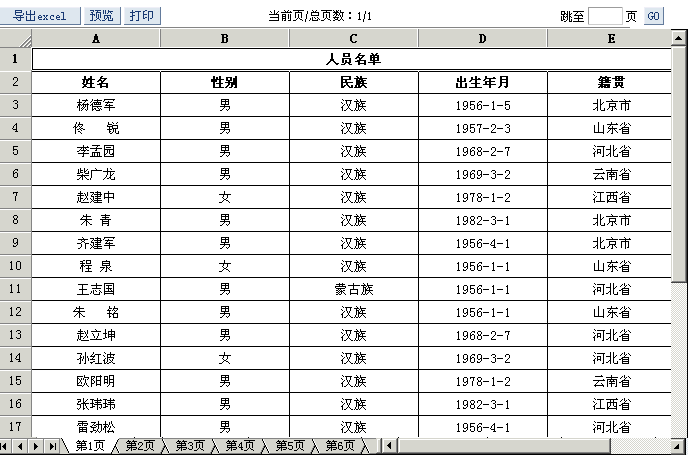 导出excel 预览 打印 当前页/总页数：1/1 跳至 页 GO
A B C D E
1 人员名单
2 姓名 性别 民族 出生年月 籍贯
3 杨德军 男 汉族 1956-1-5 北京市
4 佟 锐 男 汉族 1957-2-3 山东省
5 李孟园 男 汉族 1968-2-7 河北省
6 柴广龙 男 汉族 1969-3-2 云南省
7 赵建中 女 汉族 1978-1-2 江西省
8 朱 青 男 汉族 1982-3-1 北京市
9 齐建军 男 汉族 1956-4-1 北京市
10 程 泉 女 汉族 1956-1-1 山东省
11 王志国 男 蒙古族 1956-1-1 河北省
12 朱 铭 男 汉族 1956-1-1 山东省
13 赵立坤 男 汉族 1968-2-7 河北省
14 孙红波 女 汉族 1969-3-2 河北省
15 欧阳明 男 汉族 1978-1-2 云南省
16 张玮玮 男 汉族 1982-3-1 江西省
17 雷劲松 男 汉族 1956-4-1 河北省
第1页 第2页 第3页 第4页 第5页 第6页